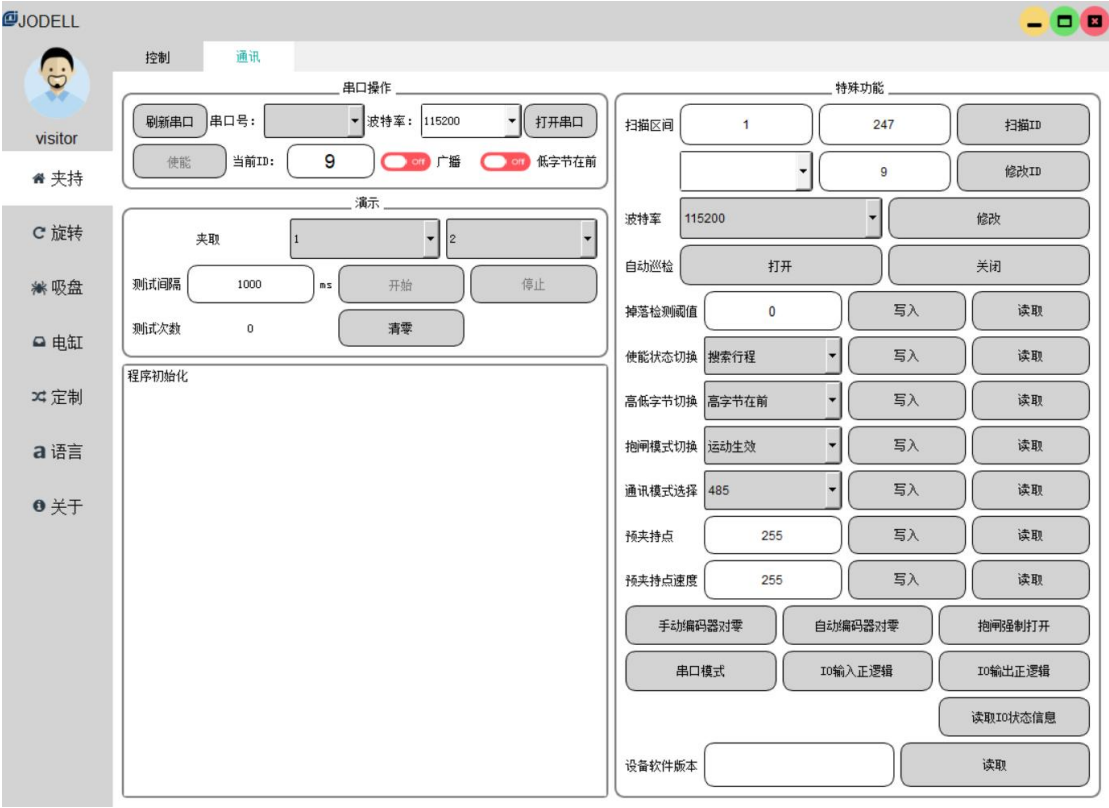 JODELL
visitor
夹持
旋转
吸盘
电缸
定制
a 语言
关于
控制 通讯
串口操作
刷新串口 串口号： 波特率： 115200 打开串口
使能 当前ID： 9 Off 广播 Off 低字节在前
演示
夹取 1 2
测试间隔 1000 ms 开始 停止
测试次数 0 清零
程序初始化
特殊功能
扫描区间 1 247 扫描ID
9 修改ID
波特率 115200 修改
自动巡检 打开 关闭
掉落检测阈值 0 写入 读取
使能状态切换 搜索行程 写入 读取
高低字节切换 高字节在前 写入 读取
抱闸模式切换 运动生效 写入 读取
通讯模式选择 485 写入 读取
预夹持点 255 写入 读取
预夹持点速度 255 写入 读取
手动编码器对零 自动编码器对零 抱闸强制打开
串口模式 IO输入正逻辑 IO输出正逻辑
读取IO状态信息
设备软件版本 读取